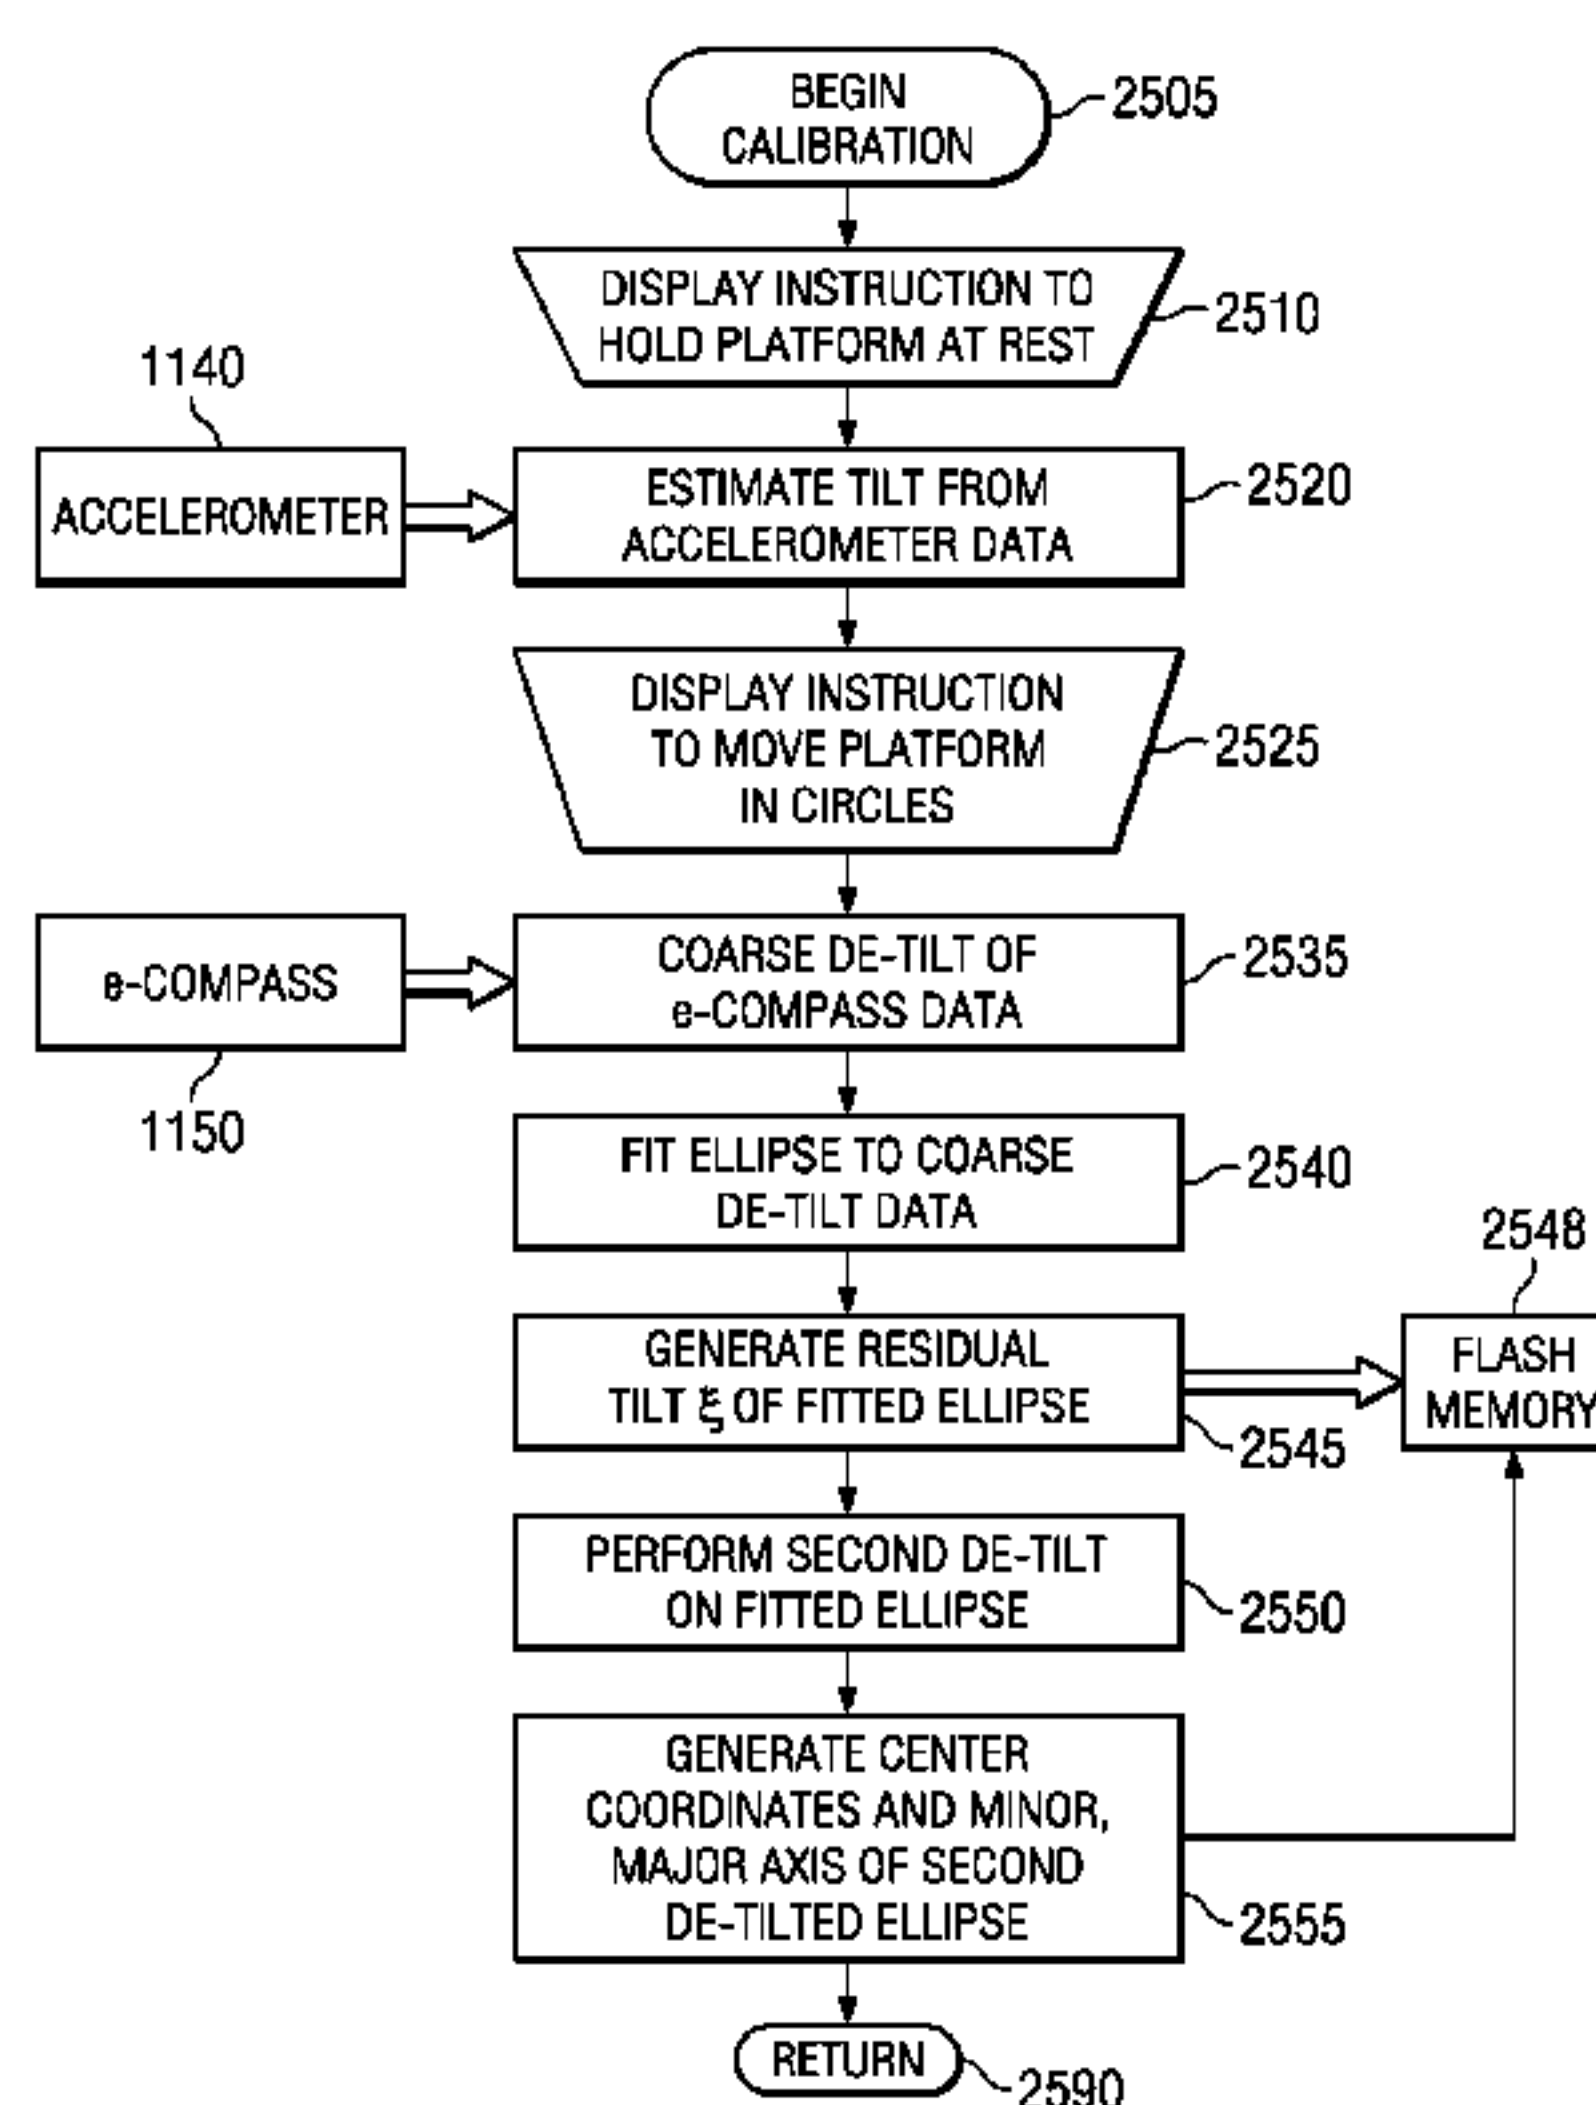 BEGIN
CALIBRATION
2505
DISPLAY INSTRUCTION TO
HOLD PLATFORM AT REST
2510
1140
ACCELEROMETER
ESTIMATE TILT FROM
ACCELEROMETER DATA
2520
DISPLAY INSTRUCTION
TO MOVE PLATFORM
IN CIRCLES
2525
e-COMPASS
1150
COARSE DE-TILT OF
e-COMPASS DATA
2535
FIT ELLIPSE TO COARSE
DE-TILT DATA
2540
GENERATE RESIDUAL
TILT ξ OF FITTED ELLIPSE
2545
2548
FLASH
MEMORY
PERFORM SECOND DE-TILT
ON FITTED ELLIPSE
2550
GENERATE CENTER
COORDINATES AND MINOR,
MAJOR AXIS OF SECOND
DE-TILTED ELLIPSE
2555
RETURN
2590